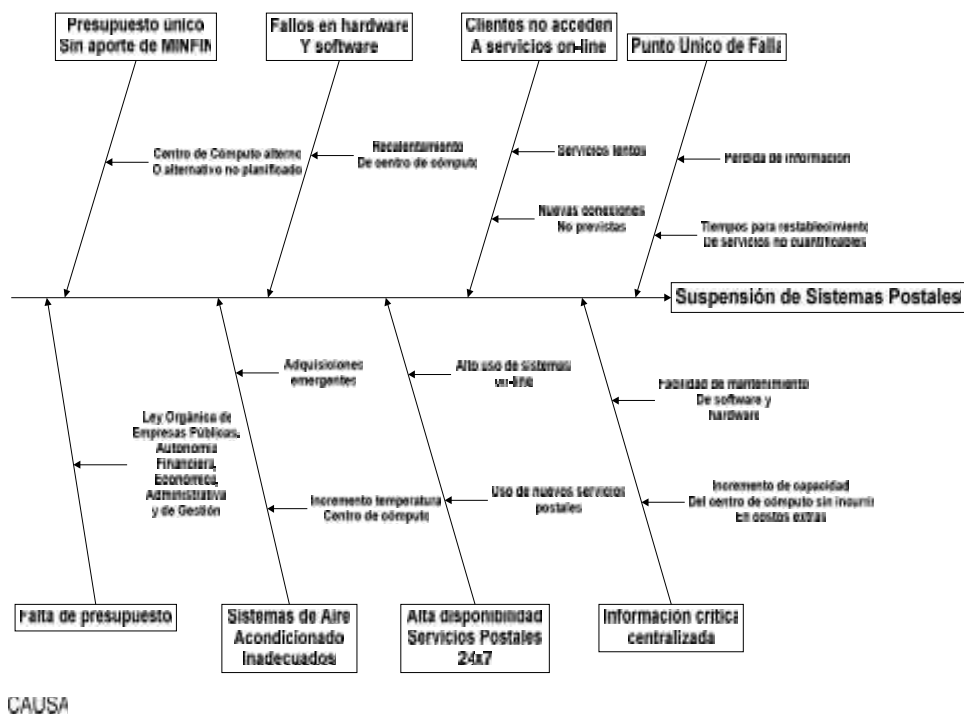 Presupuesto único
Sin aporte de MINFIN
Fallos en hardware
Y software
Clientes no acceden
A servicios on-line
Punto Unico de Falla
Centro de Cómputo alterno
O alternativo no planificado
Recalentamiento
De centro de cómputo
Servicios lentos
Perdida de información
Nuevas conexiones
No previstas
Tiempos para restablecimiento
De servicios no cuantificables
Suspensión de Sistemas Postales
Adquisiciones
emergentes
Alto uso de sistemas
on-line
Facilidad de mantenimiento
De software y
hardware
Ley Orgánica de
Empresas Públicas.
Autonomía
Financiera,
Económica,
Administrativa
y de Gestión
Incremento temperatura
Centro de cómputo
Uso de nuevos servicios
postales
Incremento de capacidad
Del centro de cómputo sin incurrir
En costos extras
Falta de presupuesto
Sistemas de Aire
Acondicionado
Inadecuados
Alta disponibilidad
Servicios Postales
24x7
Información crítica
centralizada
CAUSA